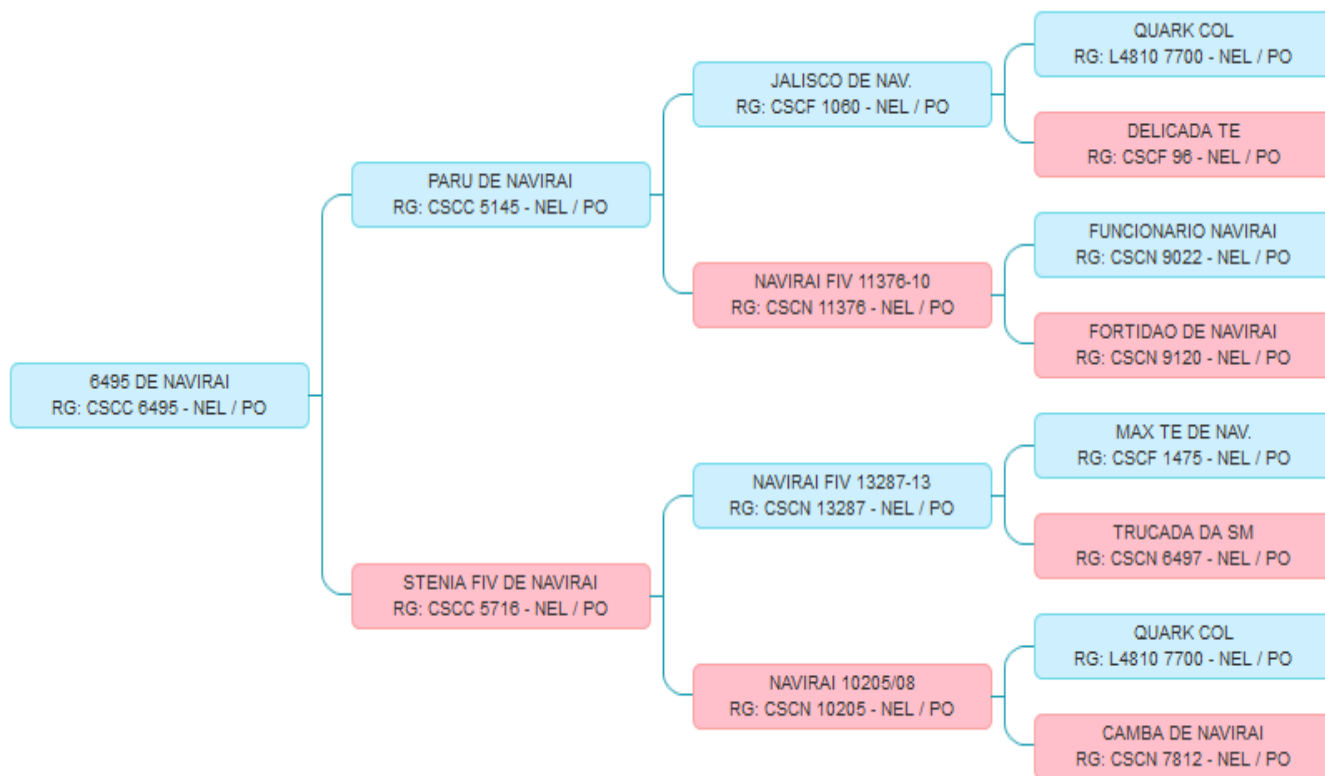 QUARK COL
RG: L4810 7700 - NEL / PO
JALISCO DE NAV.
RG: CSCF 1060 - NEL / PO
DELICADA TE
RG: CSCF 96 - NEL / PO
PARU DE NAVIRAI
RG: CSCC 5145 - NEL / PO
FUNCIONARIO NAVIRAI
RG: CSCN 9022 - NEL / PO
NAVIRAI FIV 11376-10
RG: CSCN 11376 - NEL / PO
FORTIDAO DE NAVIRAI
RG: CSCN 9120 - NEL / PO
6495 DE NAVIRAI
RG: CSCC 6495 - NEL / PO
MAX TE DE NAV.
RG: CSCF 1475 - NEL / PO
NAVIRAI FIV 13287-13
RG: CSCN 13287 - NEL / PO
TRUCADA DA SM
RG: CSCN 6497 - NEL / PO
STENIA FIV DE NAVIRAI
RG: CSCC 5716 - NEL / PO
QUARK COL
RG: L4810 7700 - NEL / PO
NAVIRAI 10205/08
RG: CSCN 10205 - NEL / PO
CAMBA DE NAVIRAI
RG: CSCN 7812 - NEL / PO